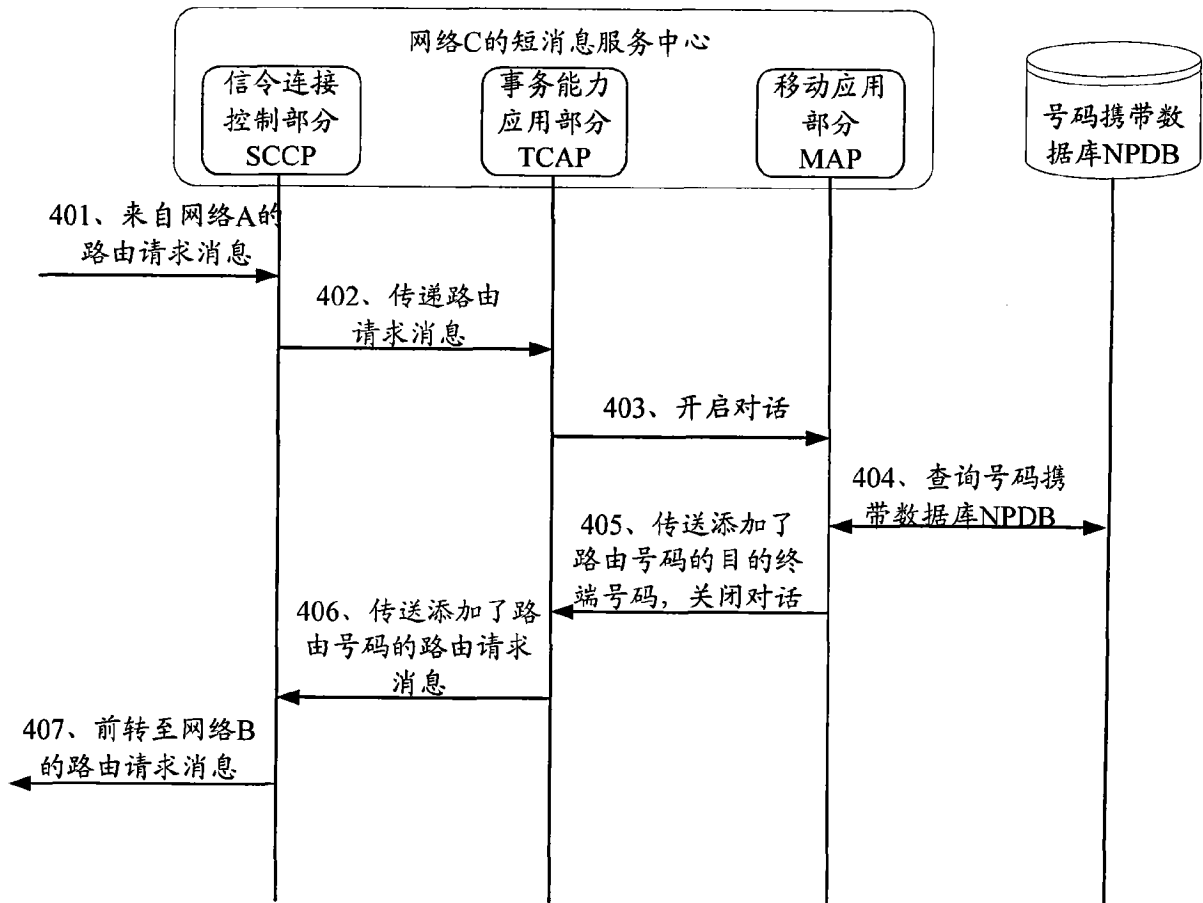 网络C的短消息服务中心
信令连接
控制部分
SCCP
事务能力
应用部分
TCAP
移动应用
部分
MAP
号码携带数
据库NPDB
401、来自网络A的
路由请求消息
402、传递路由
请求消息
403、开启对话
404、查询号码携
带数据库NPDB
405、传送添加了
路由号码的目的终
端号码，关闭对话
406、传送添加了路
由号码的路由请求
消息
407、前转至网络B
的路由请求消息